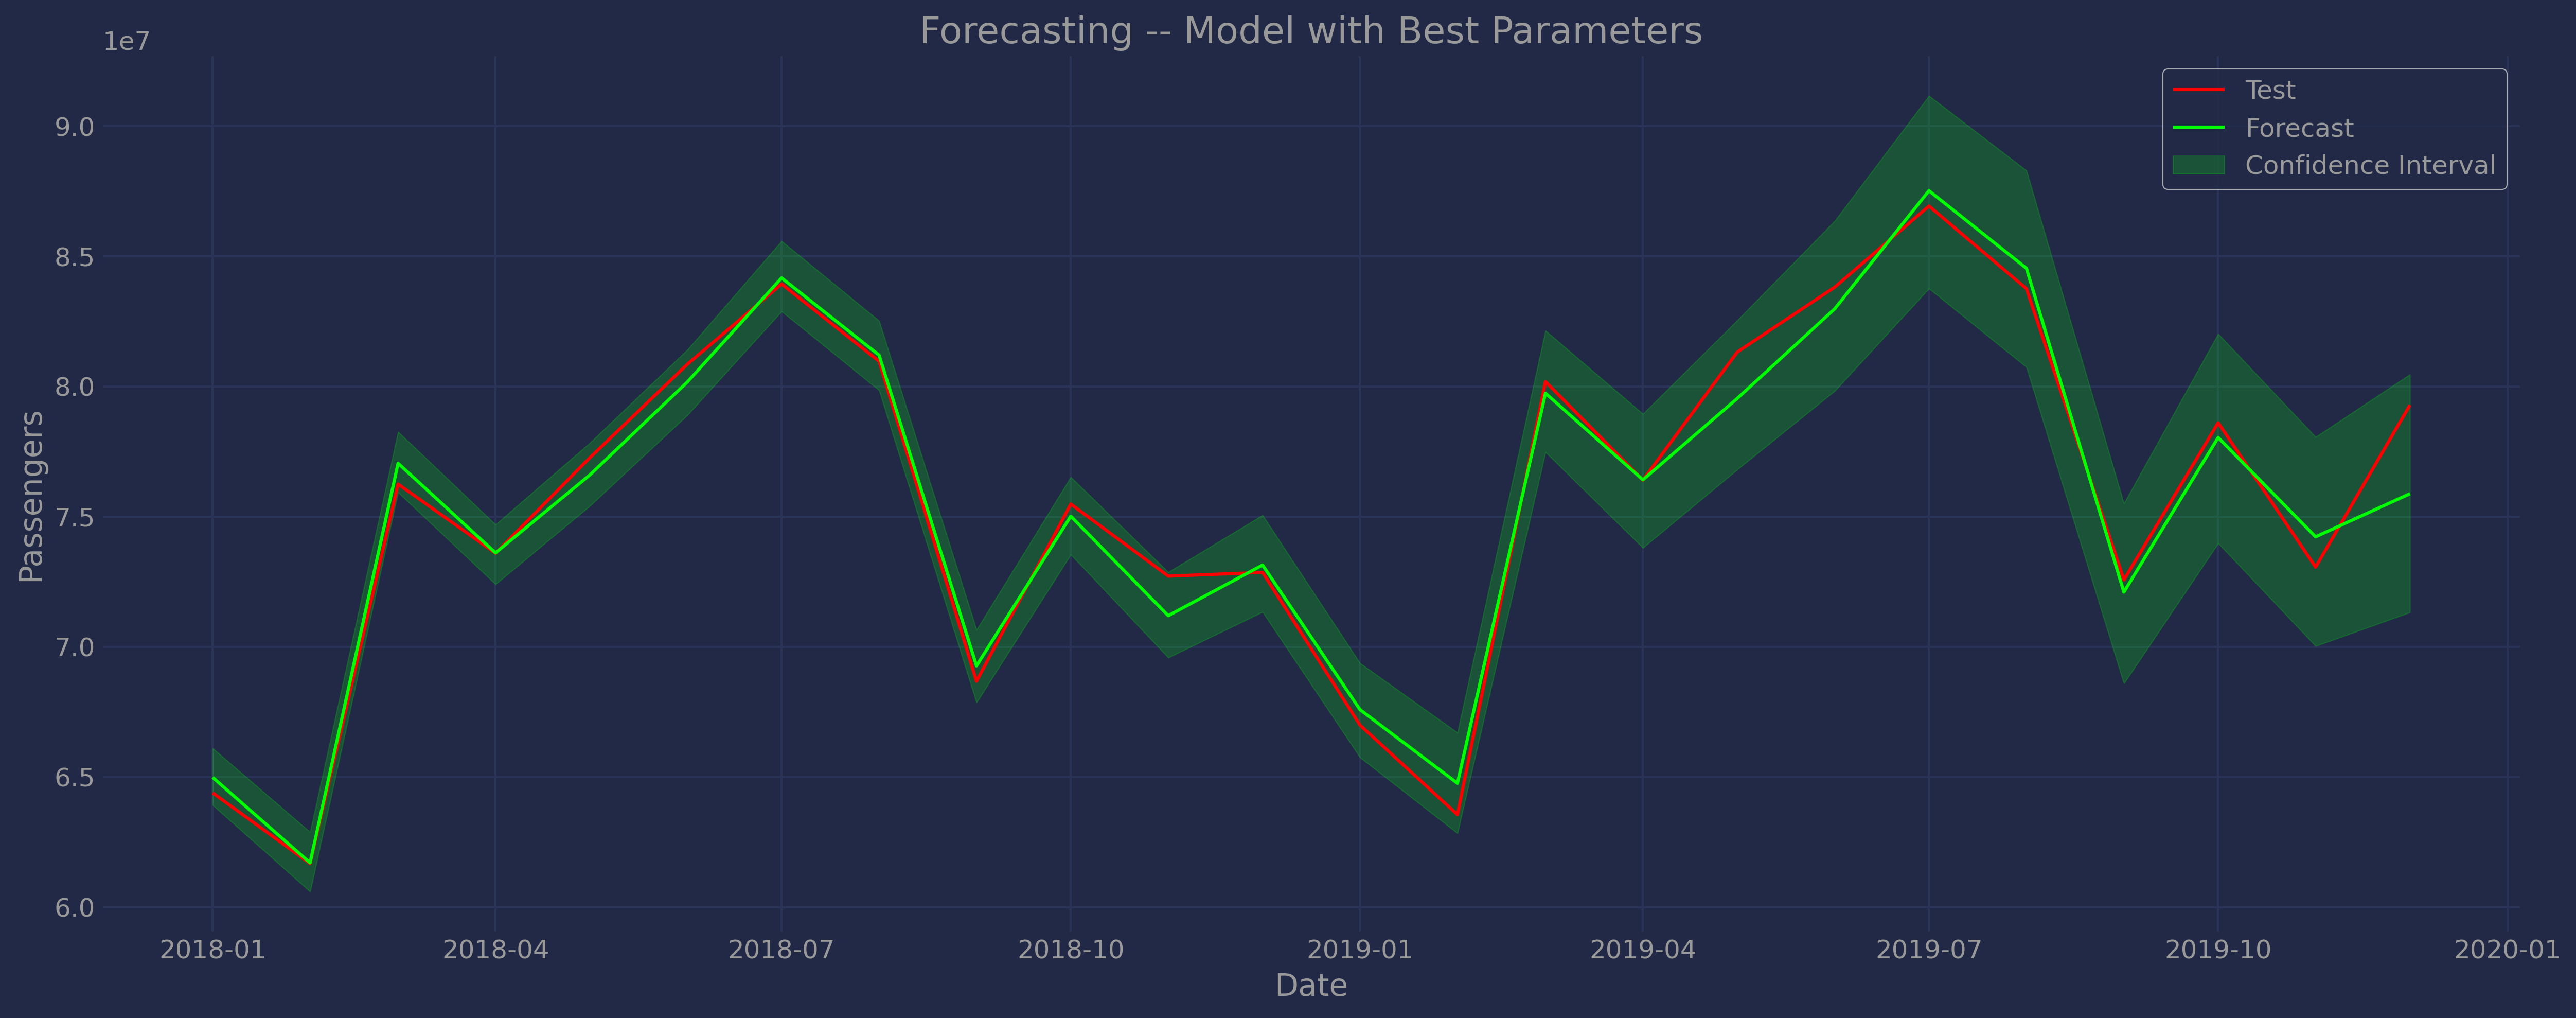 Forecasting -- Model with Best Parameters
1e7
Test
Forecast
Confidence Interval
9.0
8.5
8.0
7.5
7.0
6.5
6.0
Passengers
2018-01 2018-04 2018-07 2018-10 2019-01 2019-04 2019-07 2019-10 2020-01
Date